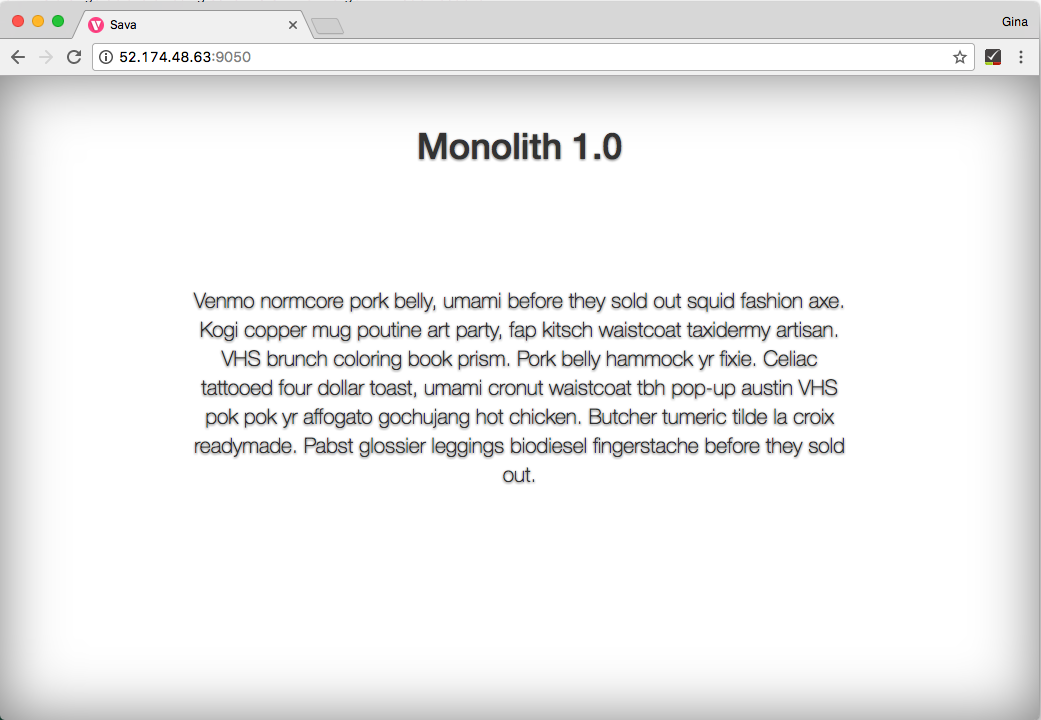 Sava
Gina
52.174.48.63:9050
Monolith 1.0
Venmo normcore pork belly, umami before they sold out squid fashion axe.
Kogi copper mug poutine art party, fap kitsch waistcoat taxidermy artisan.
VHS brunch coloring book prism. Pork belly hammock yr fixie. Celiac
tattooed four dollar toast, umami cronut waistcoat tbh pop-up austin VHS
pok pok yr affogato gochujang hot chicken. Butcher tumeric tilde la croix
readymade. Pabst glossier leggings biodiesel fingerstache before they sold
out.